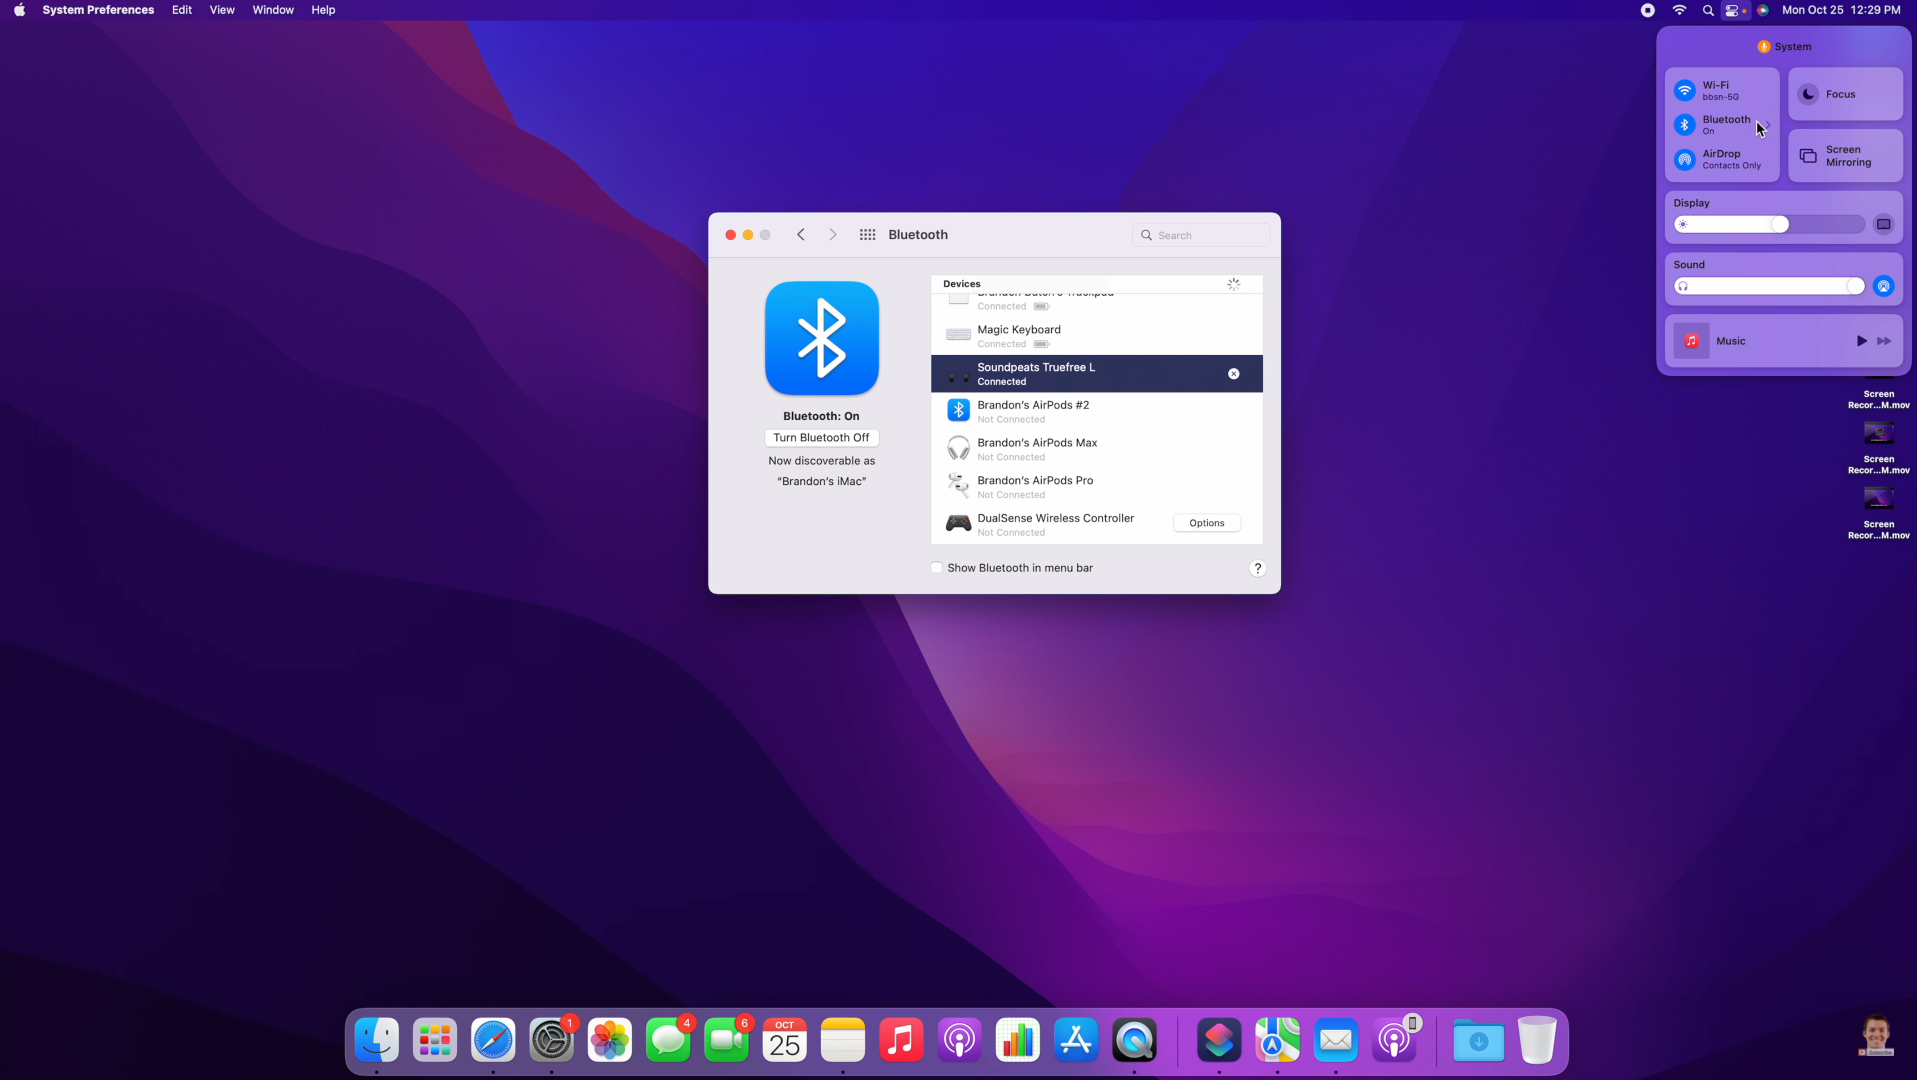 System Preferences Edit View Window Help
Mon Oct 25 12:29 PM
System
Wi-Fi
bbsn-5G
Bluetooth
On
AirDrop
Contacts Only
Focus
Screen
Mirroring
Display
Sound
Music
Screen
Recor...M.mov
Screen
Recor...M.mov
Screen
Recor...M.mov
Bluetooth
Search
Bluetooth: On
Turn Bluetooth Off
Now discoverable as
“Brandon’s iMac”
Devices
Connected
Magic Keyboard
Connected
Soundpeats Truefree L
Connected
Brandon’s AirPods #2
Not Connected
Brandon’s AirPods Max
Not Connected
Brandon’s AirPods Pro
Not Connected
DualSense Wireless Controller
Not Connected
Options
Show Bluetooth in menu bar
?
1
4
6
OCT
25